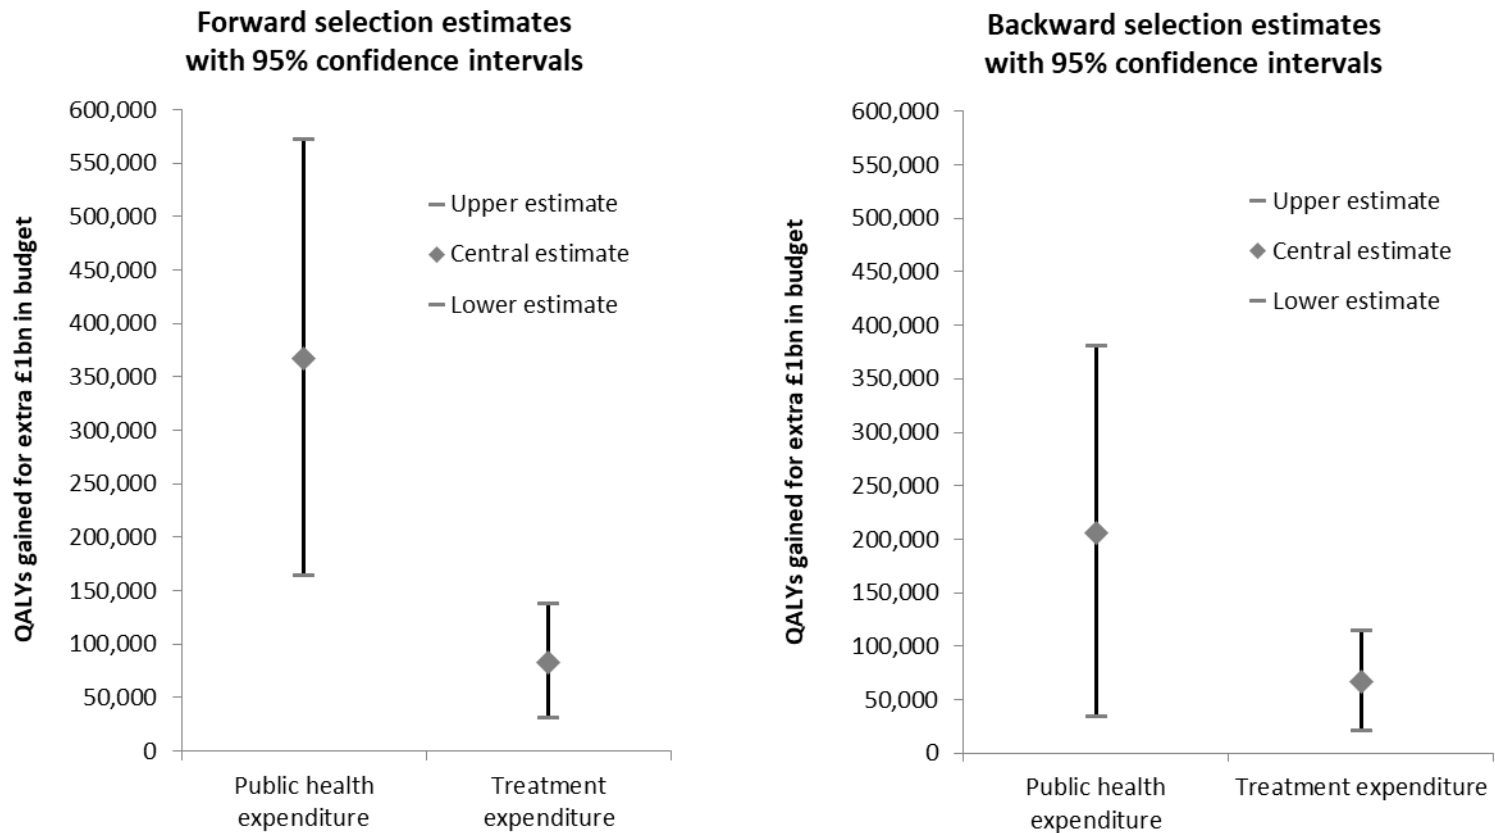 Forward selection estimates
with 95% confidence intervals
QALYs gained for extra £1bn in budget
600,000
550,000
500,000
450,000
400,000
350,000
300,000
250,000
200,000
150,000
100,000
50,000
0
Upper estimate
Central estimate
Lower estimate
Public health
expenditure
Treatment
expenditure
Backward selection estimates
with 95% confidence intervals
QALYs gained for extra £1bn in budget
600,000
550,000
500,000
450,000
400,000
350,000
300,000
250,000
200,000
150,000
100,000
50,000
0
Upper estimate
Central estimate
Lower estimate
Public health
expenditure
Treatment expenditure